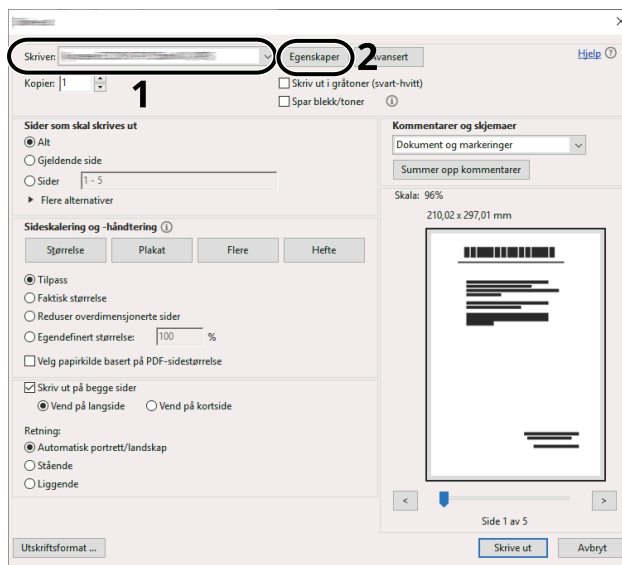 Skriver:
Egenskaper
2
Avansert
Hjelp
Kopier: 1
1
Skriv ut i gråtoner (svart-hvitt)
Spar blekk/toner
Sider som skal skrives ut
Alt
Gjeldende side
Sider 1 - 5
Flere alternativer
Sideskalering og -håndtering
Størrelse Plakat Flere Hefte
Tilpass
Faktisk størrelse
Reduser overdimensjonerte sider
Egendefinert størrelse: 100 %
Velg papirkilde basert på PDF-sidestørrelse
Skriv ut på begge sider
Vend på langside Vend på kortside
Retning:
Automatisk portrett/landskap
Stående
Liggende
Kommentarer og skjemaer
Dokument og markeringer
Summer opp kommentarer
Skala: 96%
210,02 x 297,01 mm
< >
Side 1 av 5
Utskriftsformat ... Skrive ut Avbryt